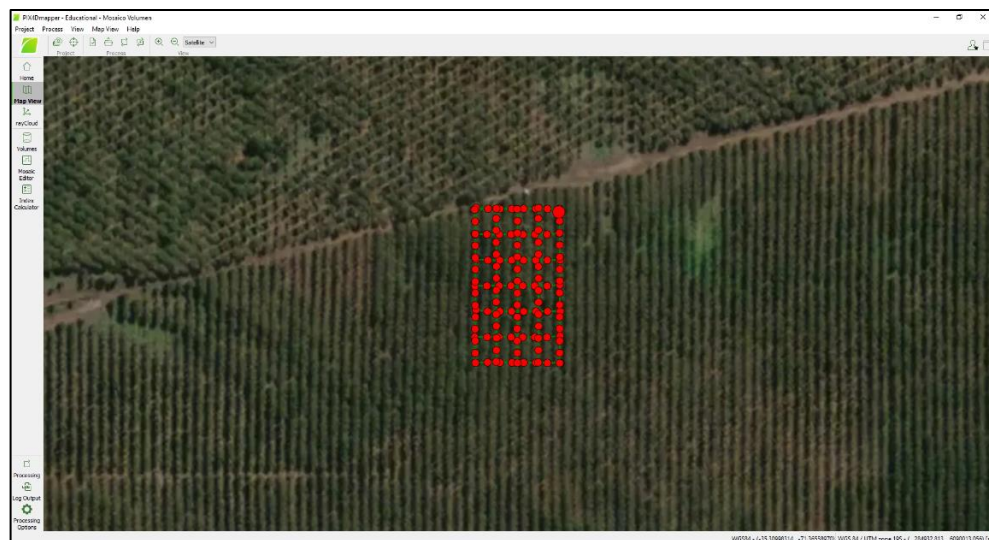 PIX4Dmapper - Educational - Mosaico Volumen
Project Process View Map View Help
Satellite
Project Process View
Home
Map View
rayCloud
Volumes
Mosaic
Editor
Index
Calculator
Processing
Log Output
Processing
Options